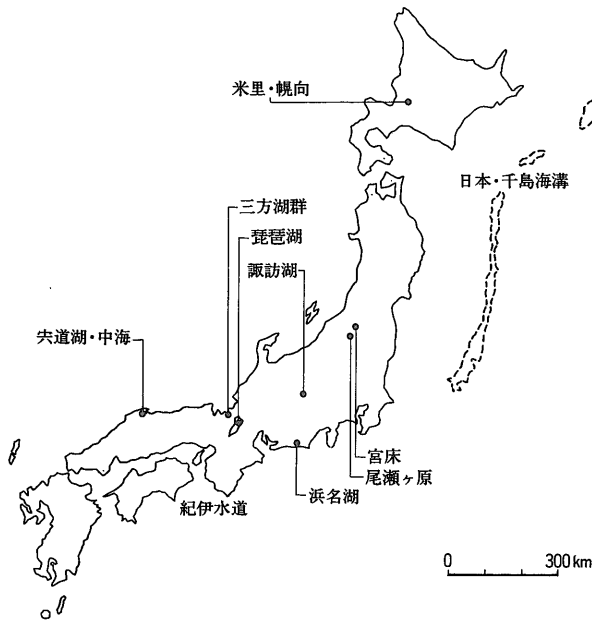 米里・幌向
日本・千島海溝
三方湖群
琵琶湖
諏訪湖
宍道湖・中海
宮床
尾瀬ヶ原
紀伊水道
浜名湖
0 300 km